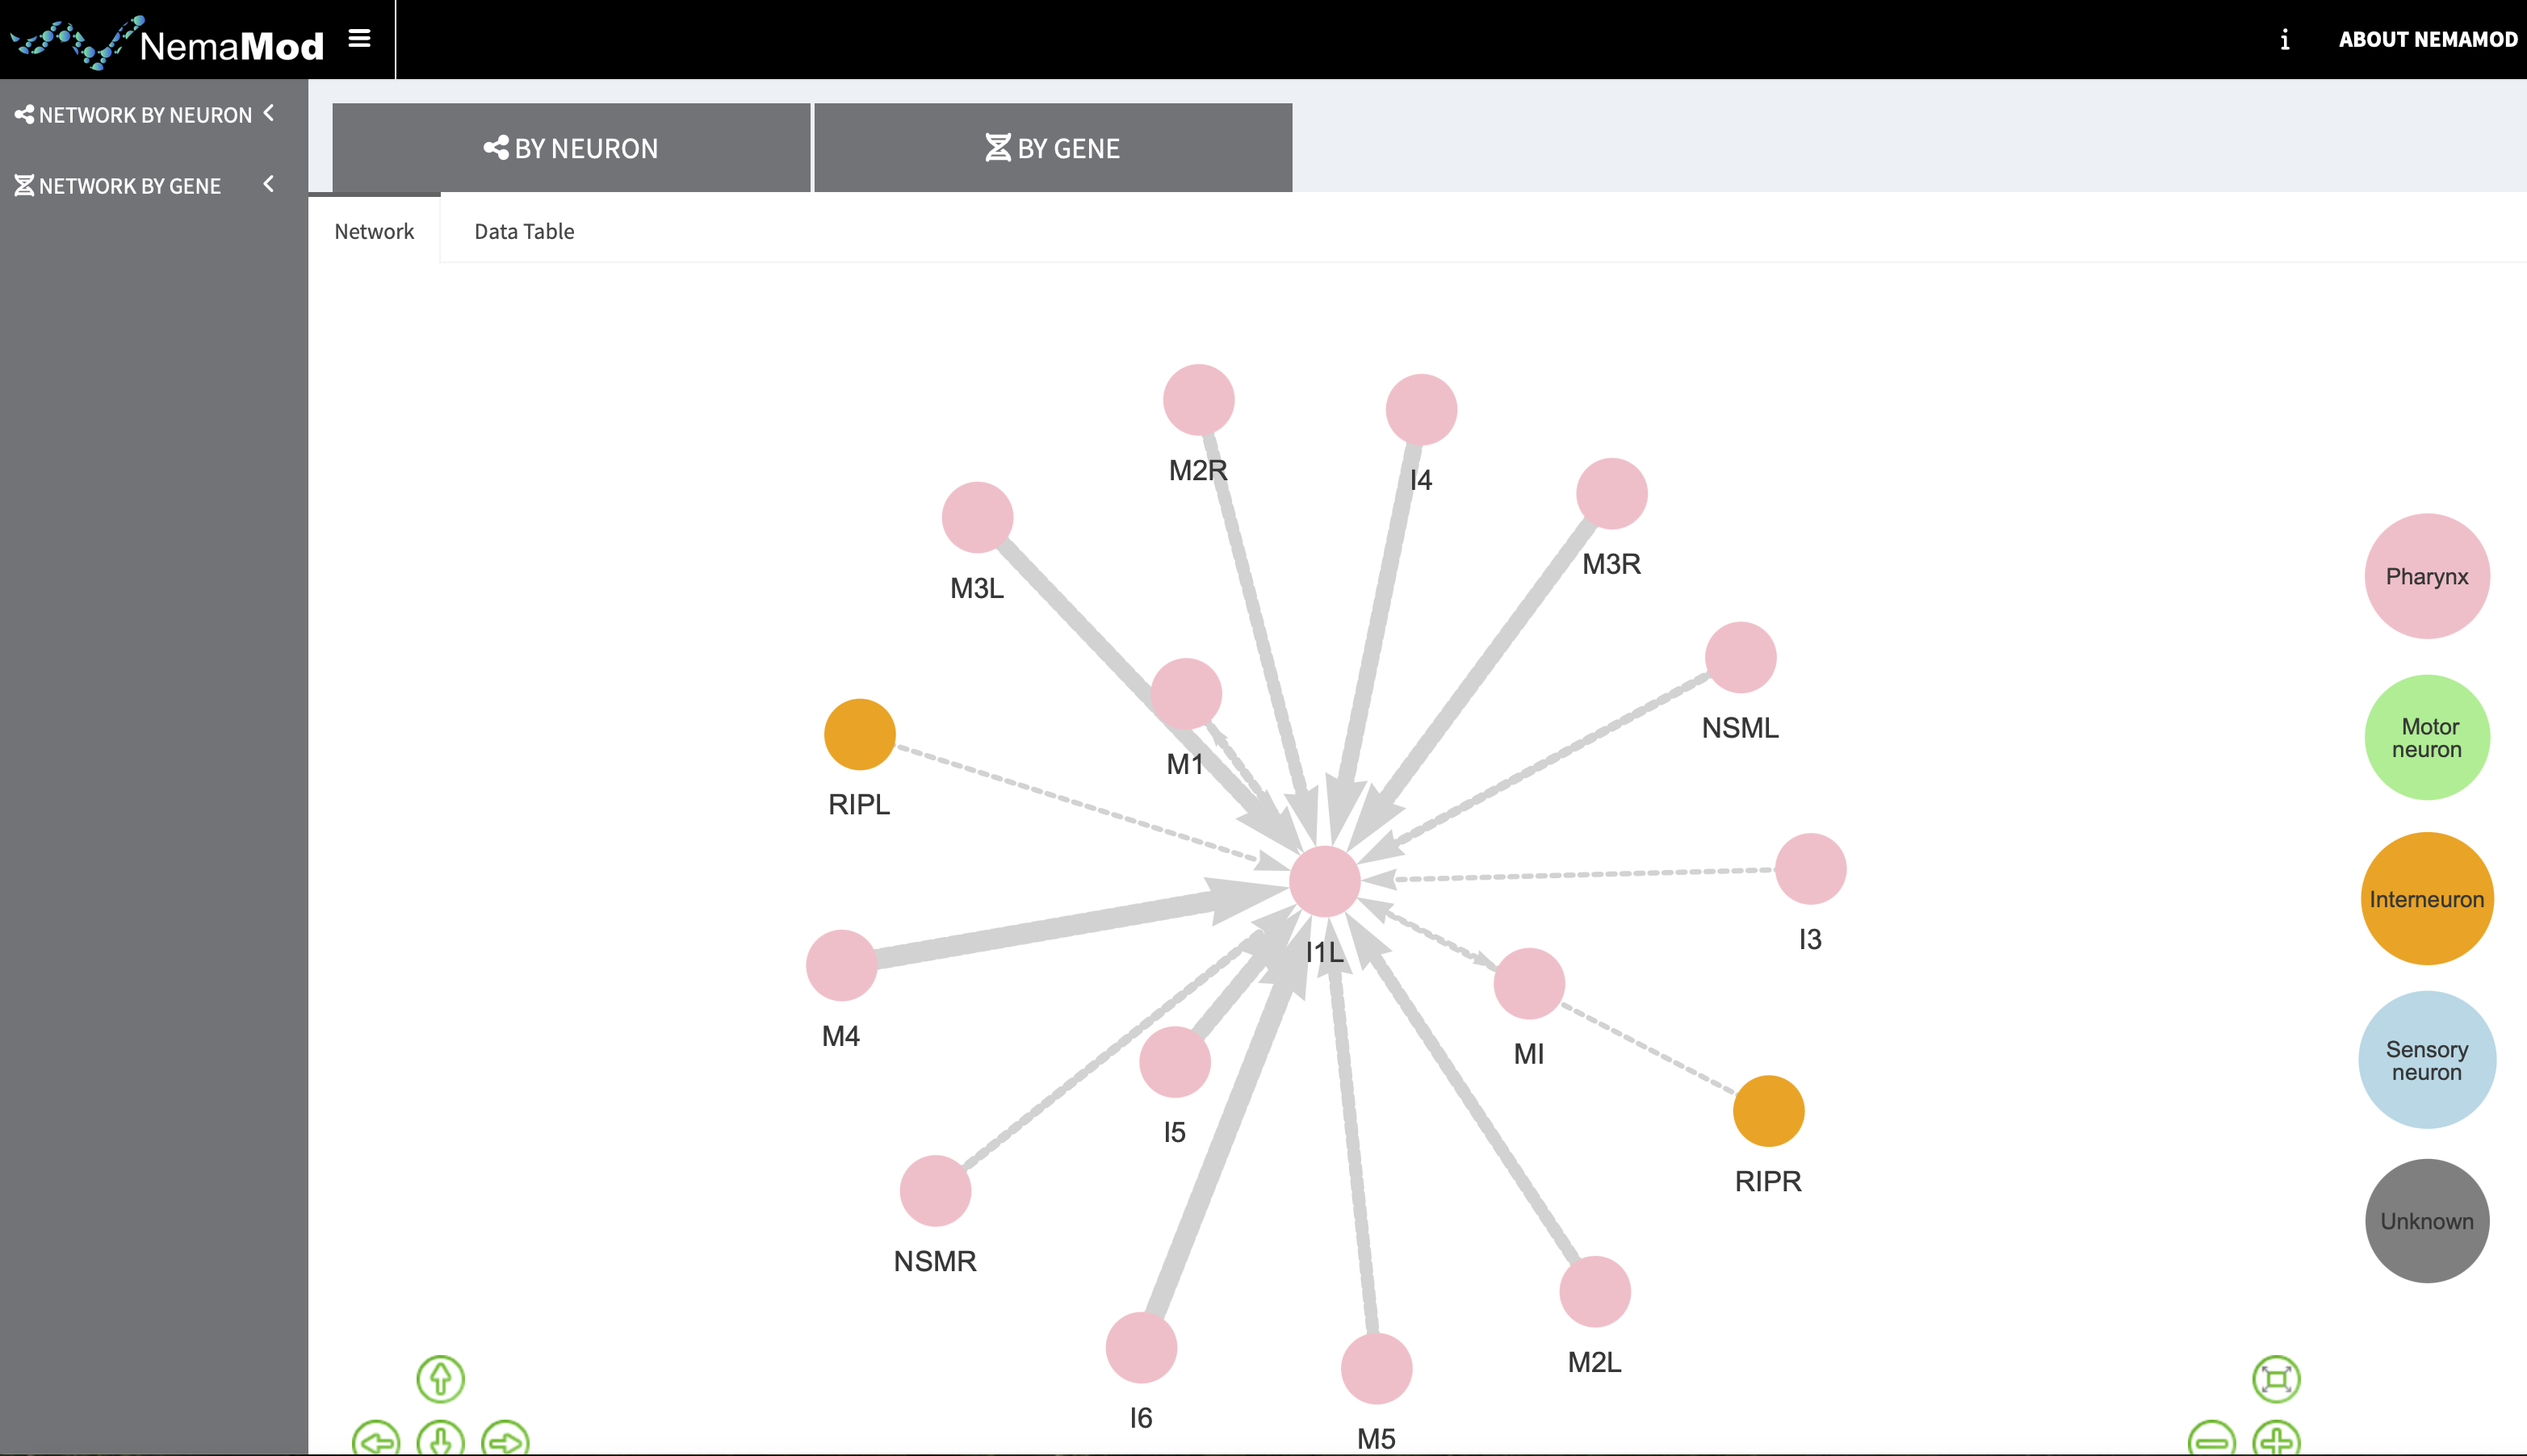 NemaMod
i
ABOUT NEMAMOD
NETWORK BY NEURON
NETWORK BY GENE
BY NEURON
BY GENE
Network
Data Table
M2R
I4
M3R
M3L
Pharynx
NSML
Motor
neuron
M1
RIPL
Interneuron
I1L
I3
M4
MI
Sensory
neuron
I5
RIPR
NSMR
Unknown
M2L
I6
M5